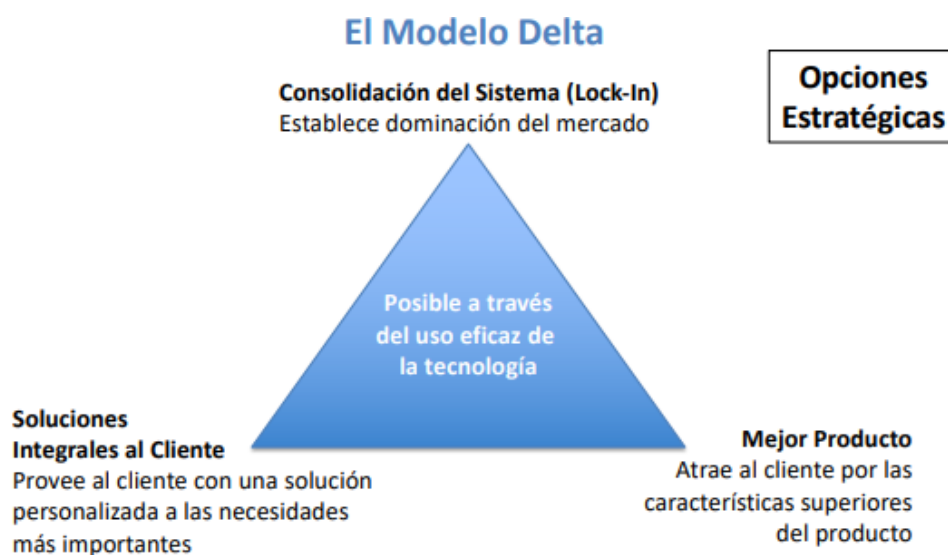 El Modelo Delta
Opciones
Estratégicas
Consolidación del Sistema (Lock-In)
Establece dominación del mercado
Posible a través
del uso eficaz de
la tecnología
Soluciones
Integrales al Cliente
Provee al cliente con una solución
personalizada a las necesidades
más importantes
Mejor Producto
Atrae al cliente por las
características superiores
del producto